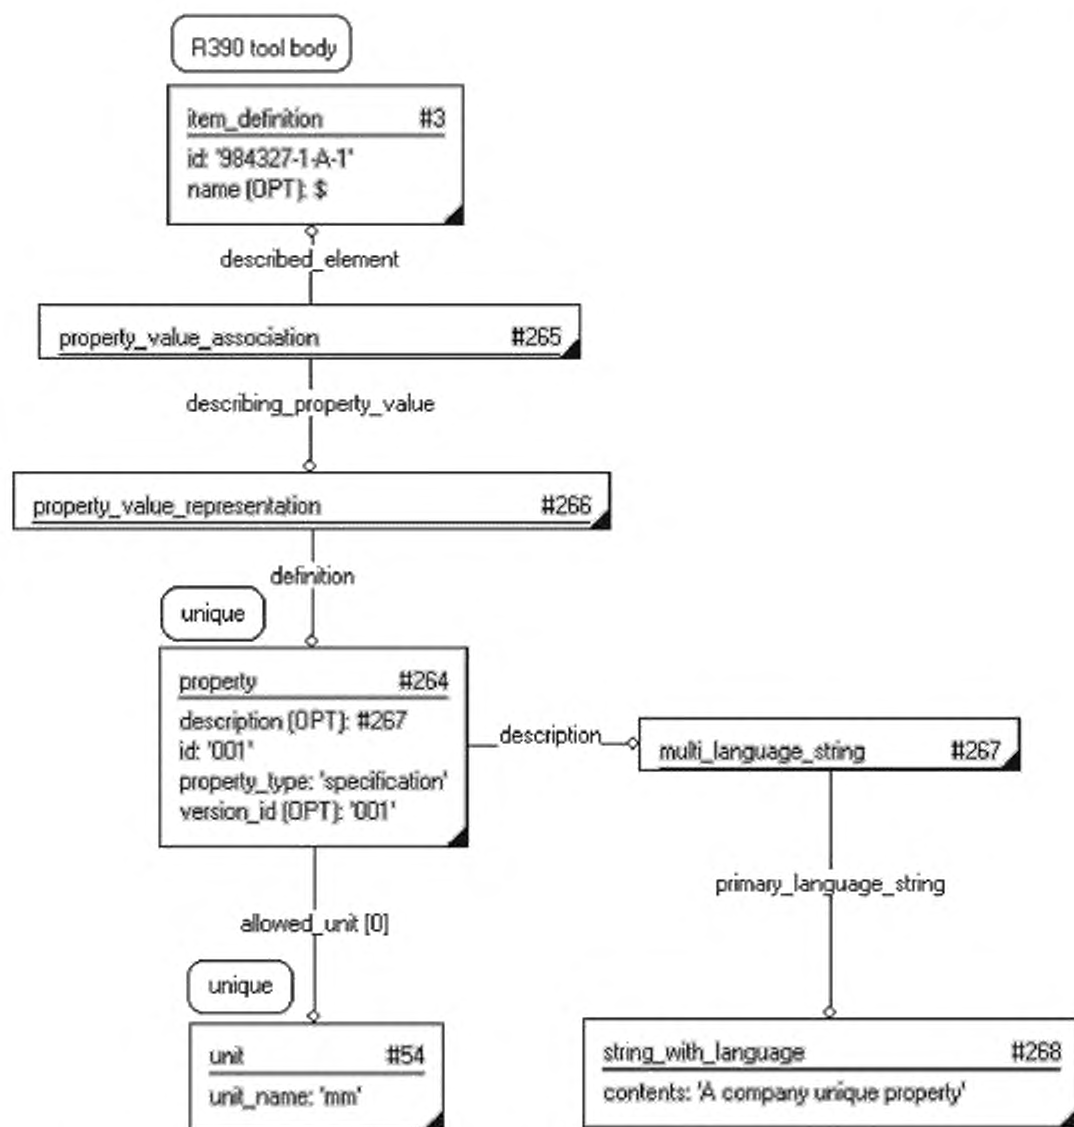 R390 tool body
item_definition #3
id: '984327-1-A-1'
name (OPT): $
described_element
property_value_association #265
describing_property_value
property_value_representation #266
definition
unique
property #264
description (OPT): #267
id: '001'
property_type: 'specification'
version_id (OPT): '001'
description
multi_language_string #267
primary_language_string
allowed_unit [0]
unique
unit #54
unit_name: 'mm'
string_with_language #268
contents: 'A company unique property'